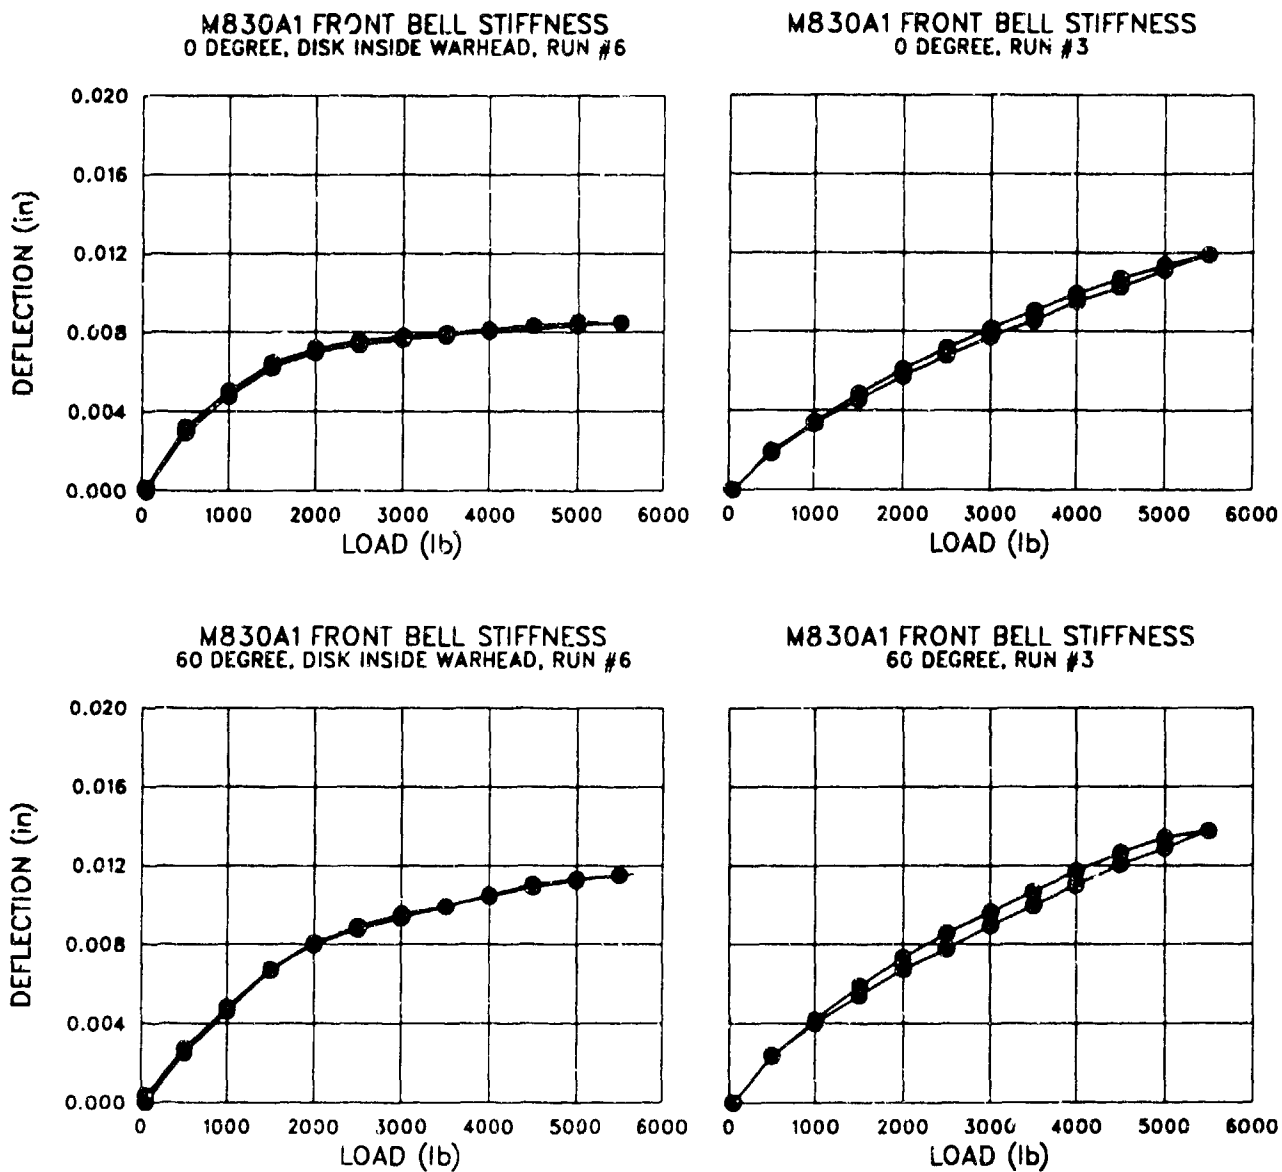 M830A1 FRONT BELL STIFFNESS
0 DEGREE, DISK INSIDE WARHEAD, RUN #6
0.020
0.016
0.012
0.008
0.004
0.000
DEFLECTION (in)
0 1000 2000 3000 4000 5000 6000
LOAD (lb)
M830A1 FRONT BELL STIFFNESS
0 DEGREE, RUN #3
0 1000 2000 3000 4000 5000 6000
LOAD (lb)
M830A1 FRONT BELL STIFFNESS
60 DEGREE, DISK INSIDE WARHEAD, RUN #6
0.020
0.016
0.012
0.008
0.004
0.000
DEFLECTION (in)
0 1000 2000 3000 4000 5000 6000
LOAD (lb)
M830A1 FRONT BELL STIFFNESS
60 DEGREE, RUN #3
0 1000 2000 3000 4000 5000 6000
LOAD (lb)